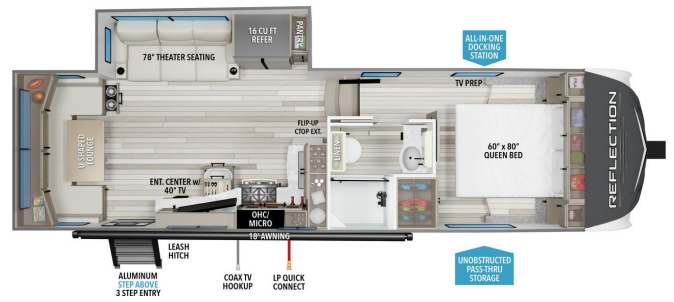 16 CU FT
REFER
PANTRY
78" THEATER SEATING
ALL-IN-ONE
DOCKING
STATION
TV PREP
REFLECTION
U-SHAPED
LOUNGE
FLIP-UP
CTOP EXT.
LINEN
60" x 80"
QUEEN BED
ENT. CENTER w/
40" TV
OHC/
MICRO
18' AWNING
LEASH
HITCH
ALUMINUM
STEP ABOVE
3 STEP ENTRY
COAX TV
HOOKUP
LP QUICK
CONNECT
UNOBSTRUCTED
PASS-THRU
STORAGE